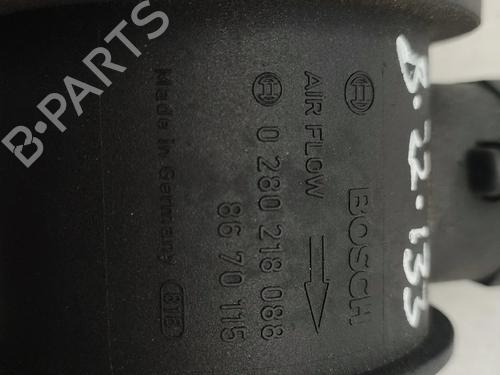 BOSCH
AIR FLOW
0 280 218 088
86 70 115
Made in Germany
B.22.133
B-PARTS